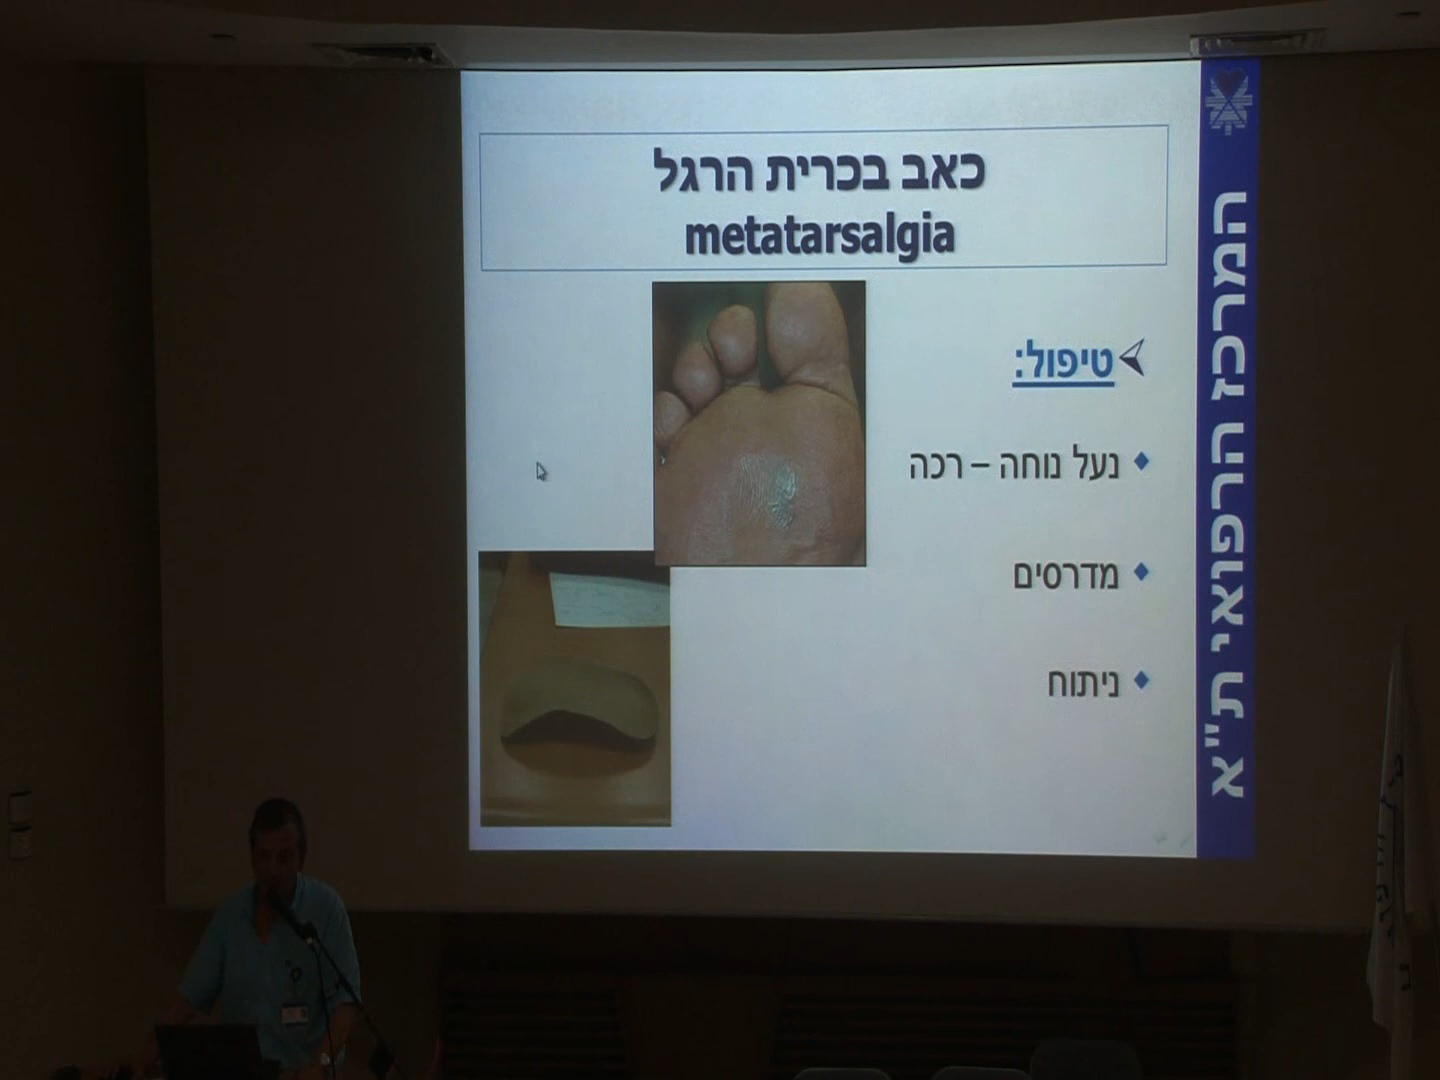 כאב בכרית הרגל
metatarsalgia
טיפול:
נעל נוחה – רכה
מדרסים
ניתוח
המרכז הרפואי ת"א